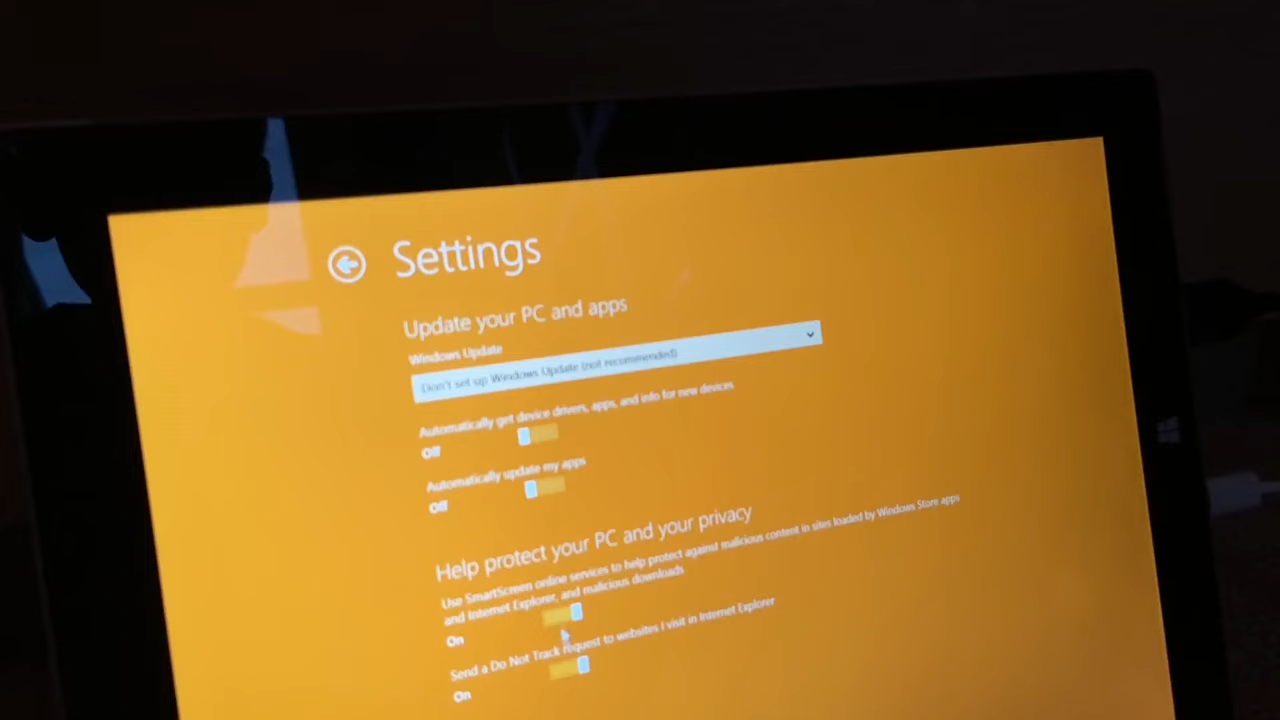 Settings
Update your PC and apps
Windows Update
Don't set up Windows Update (not recommended)
Automatically get device drivers, apps, and info for new devices
Off
Automatically update my apps
Off
Help protect your PC and your privacy
Use SmartScreen online services to help protect against malicious content in sites loaded by Windows Store apps
and Internet Explorer, and malicious downloads
On
Send a Do Not Track request to websites I visit in Internet Explorer
On